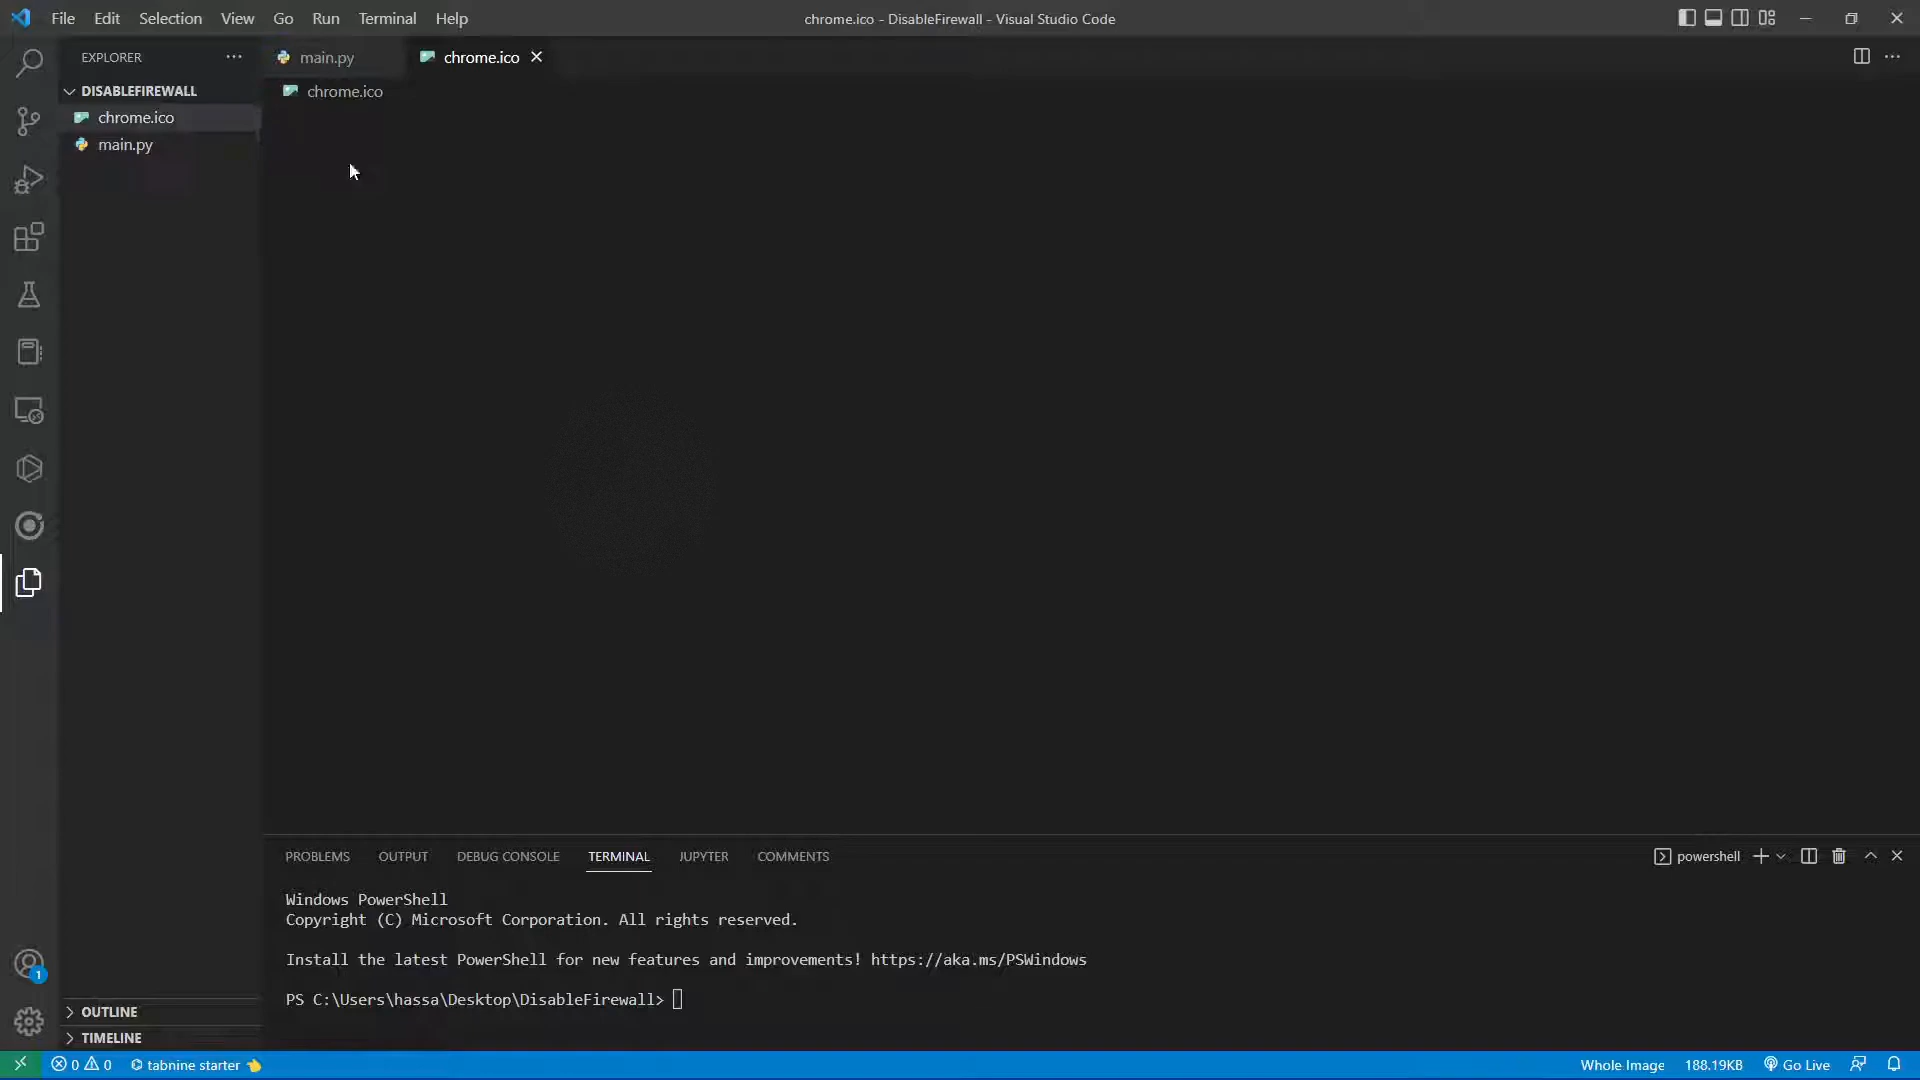 File Edit Selection View Go Run Terminal Help
chrome.ico - DisableFirewall - Visual Studio Code
EXPLORER
main.py
chrome.ico
DISABLEFIREWALL
chrome.ico
chrome.ico
main.py
PROBLEMS OUTPUT DEBUG CONSOLE TERMINAL JUPYTER COMMENTS
powershell
Windows PowerShell
Copyright (C) Microsoft Corporation. All rights reserved.
Install the latest PowerShell for new features and improvements! https://aka.ms/PSWindows
PS C:\Users\hassa\Desktop\DisableFirewall>
1
OUTLINE
TIMELINE
0 0 tabnine starter 👈
Whole Image 188.19KB Go Live